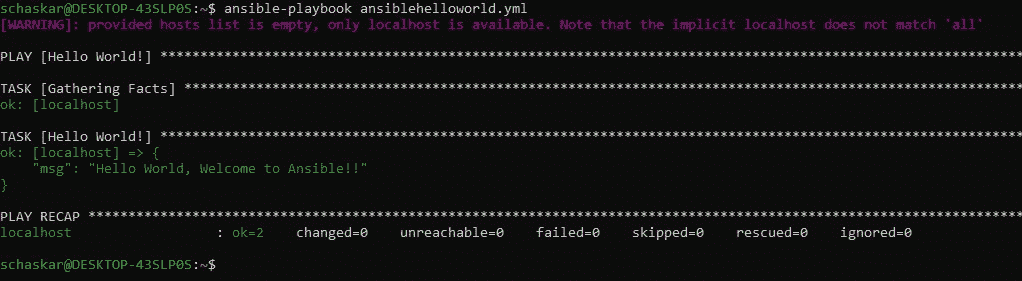 schaskar@DESKTOP-43SLP0S:~$ ansible-playbook ansiblehelloworld.yml
[WARNING]: provided hosts list is empty, only localhost is available. Note that the implicit localhost does not match 'all'
PLAY [Hello World!] ************************************************************************************************************
TASK [Gathering Facts] *********************************************************************************************************
ok: [localhost]
TASK [Hello World!] ************************************************************************************************************
ok: [localhost] => {
    "msg": "Hello World, Welcome to Ansible!!"
}
PLAY RECAP *********************************************************************************************************************
localhost                  : ok=2    changed=0    unreachable=0    failed=0    skipped=0    rescued=0    ignored=0
schaskar@DESKTOP-43SLP0S:~$